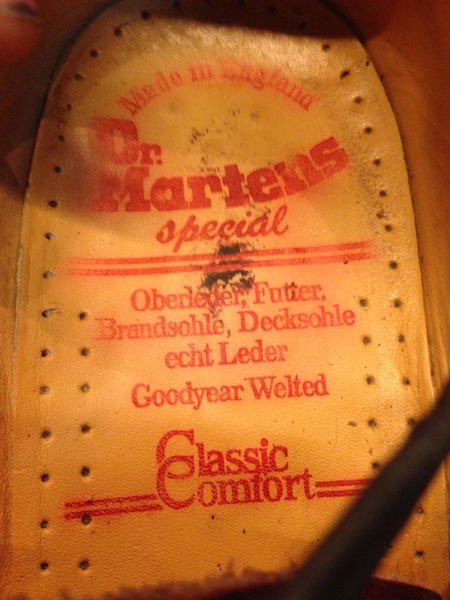 Made in England
Dr.
Martens
special
Oberleder, Futter,
Brandsohle, Decksohle
echt Leder
Goodyear Welted
Classic
Comfort